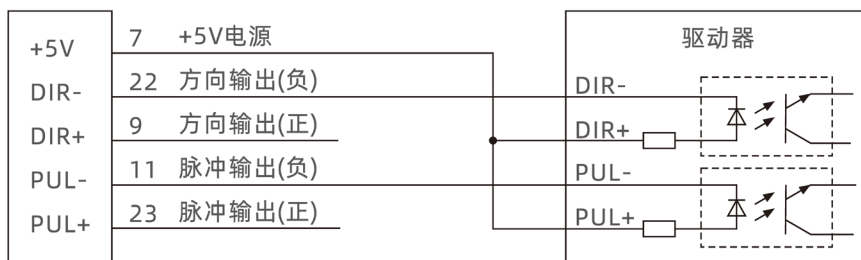 +5V 7 +5V电源 驱动器
DIR- 22 方向输出(负) DIR-
DIR+ 9 方向输出(正) DIR+
PUL- 11 脉冲输出(负) PUL-
PUL+ 23 脉冲输出(正) PUL+